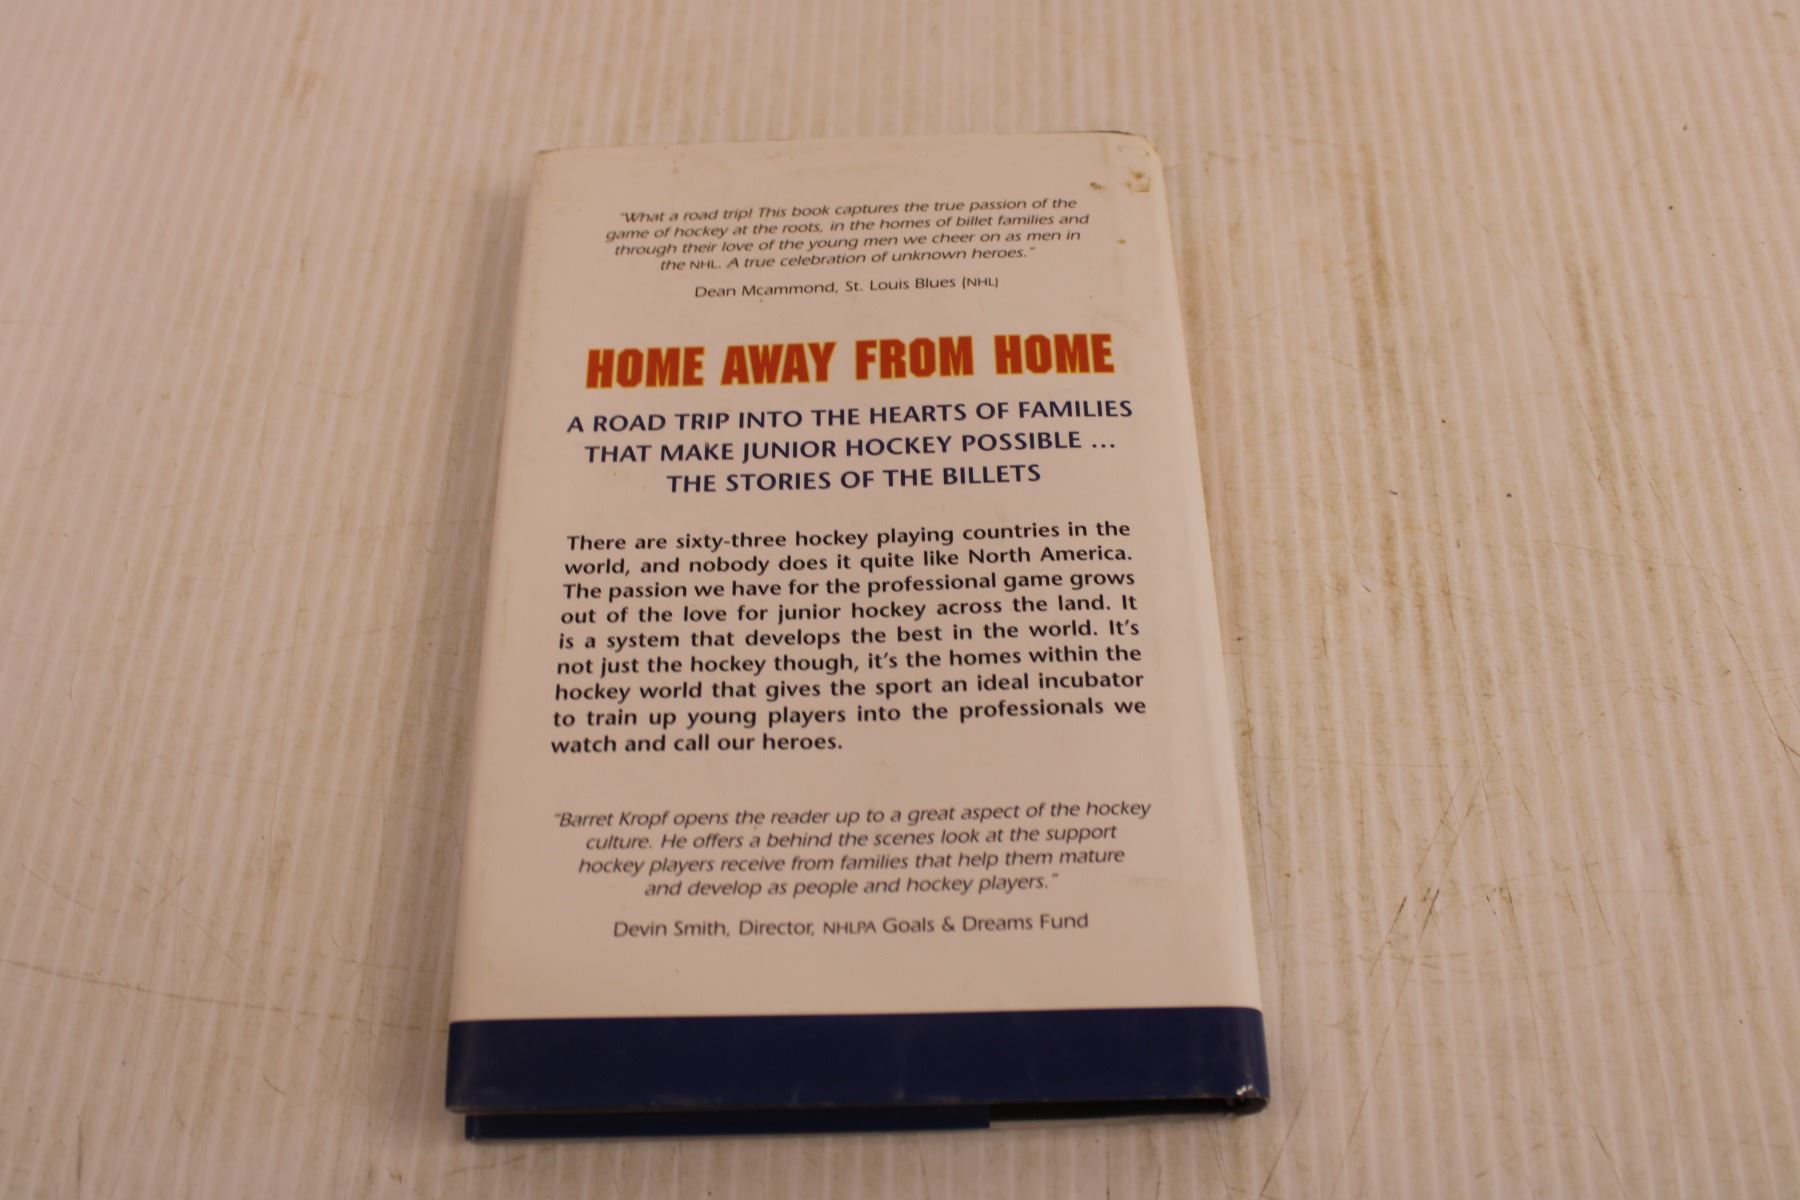 "What a road trip! This book captures the true passion of the
game of hockey at the roots, in the homes of billet families and
through their love of the young men we cheer on as men in
the NHL. A true celebration of unknown heroes."
Dean Mcammond, St. Louis Blues (NHL)
HOME AWAY FROM HOME
A ROAD TRIP INTO THE HEARTS OF FAMILIES
THAT MAKE JUNIOR HOCKEY POSSIBLE ...
THE STORIES OF THE BILLETS
There are sixty-three hockey playing countries in the
world, and nobody does it quite like North America.
The passion we have for the professional game grows
out of the love for junior hockey across the land. It
is a system that develops the best in the world. It's
not just the hockey though, it's the homes within the
hockey world that gives the sport an ideal incubator
to train up young players into the professionals we
watch and call our heroes.
"Barret Kropf opens the reader up to a great aspect of the hockey
culture. He offers a behind the scenes look at the support
hockey players receive from families that help them mature
and develop as people and hockey players."
Devin Smith, Director, NHLPA Goals & Dreams Fund